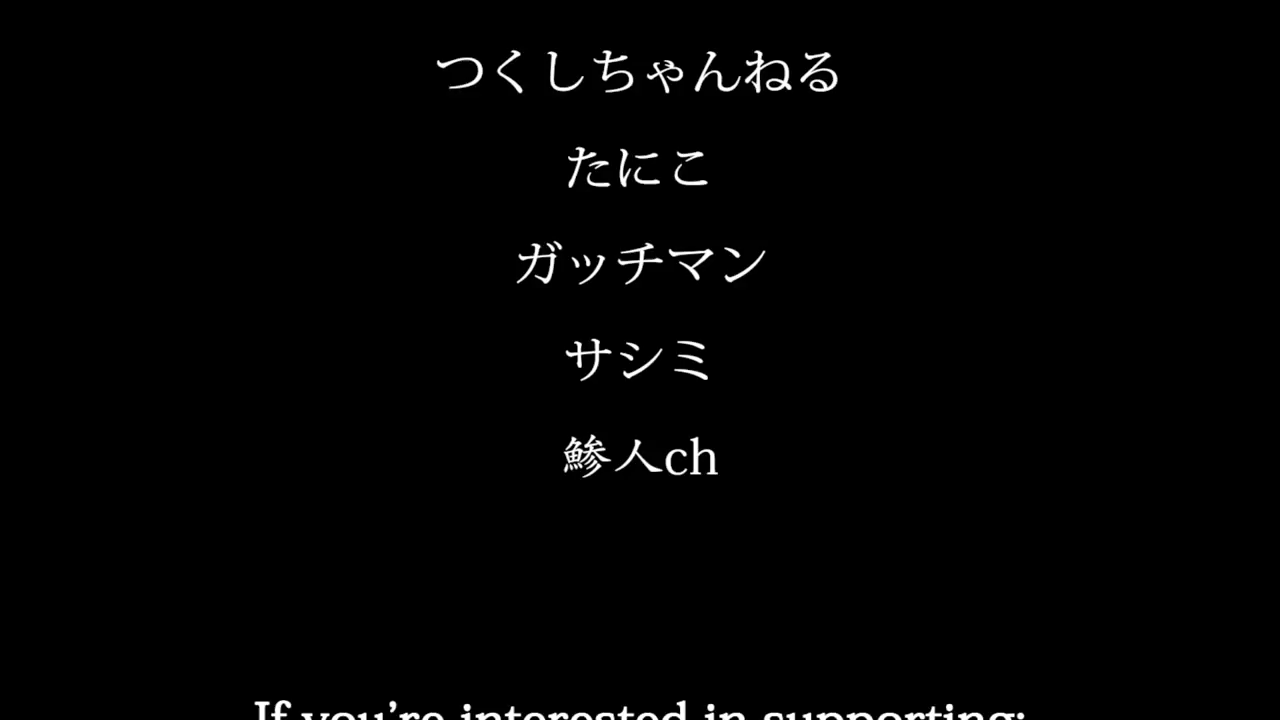 つくしちゃんねる
たにこ
ガッチマン
サシミ
鯵人ch
If you're interested in supporting: